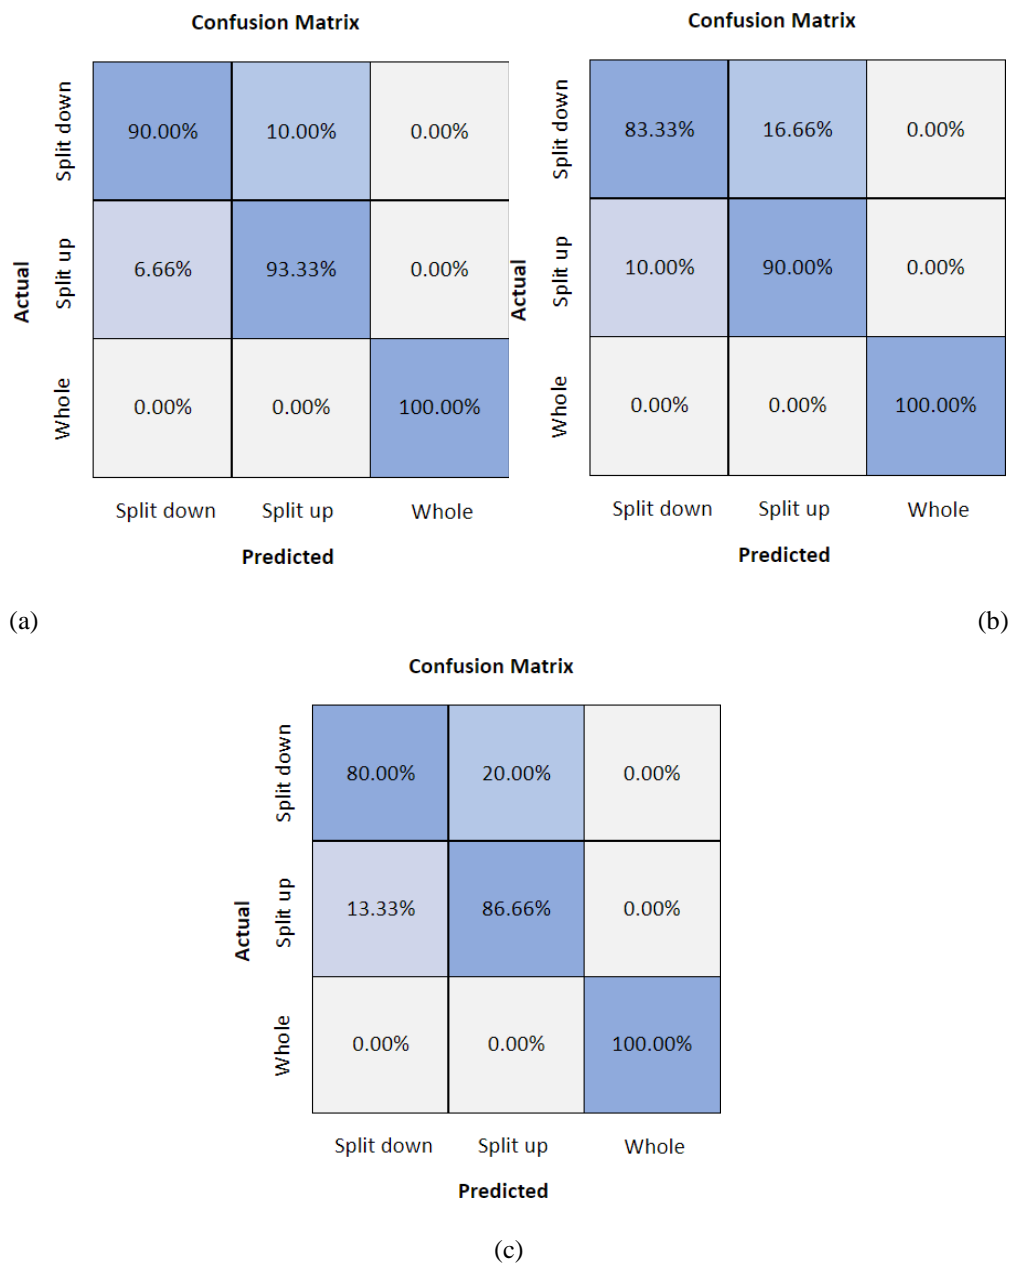 Confusion Matrix
Split down
90.00% 10.00% 0.00%
Split up
6.66% 93.33% 0.00%
Actual
Whole
0.00% 0.00% 100.00%
Split down Split up Whole
Predicted
(a)
Confusion Matrix
Split down
83.33% 16.66% 0.00%
Split up
10.00% 90.00% 0.00%
Actual
Whole
0.00% 0.00% 100.00%
Split down Split up Whole
Predicted
(b)
Confusion Matrix
Split down
80.00% 20.00% 0.00%
Split up
13.33% 86.66% 0.00%
Actual
Whole
0.00% 0.00% 100.00%
Split down Split up Whole
Predicted
(c)